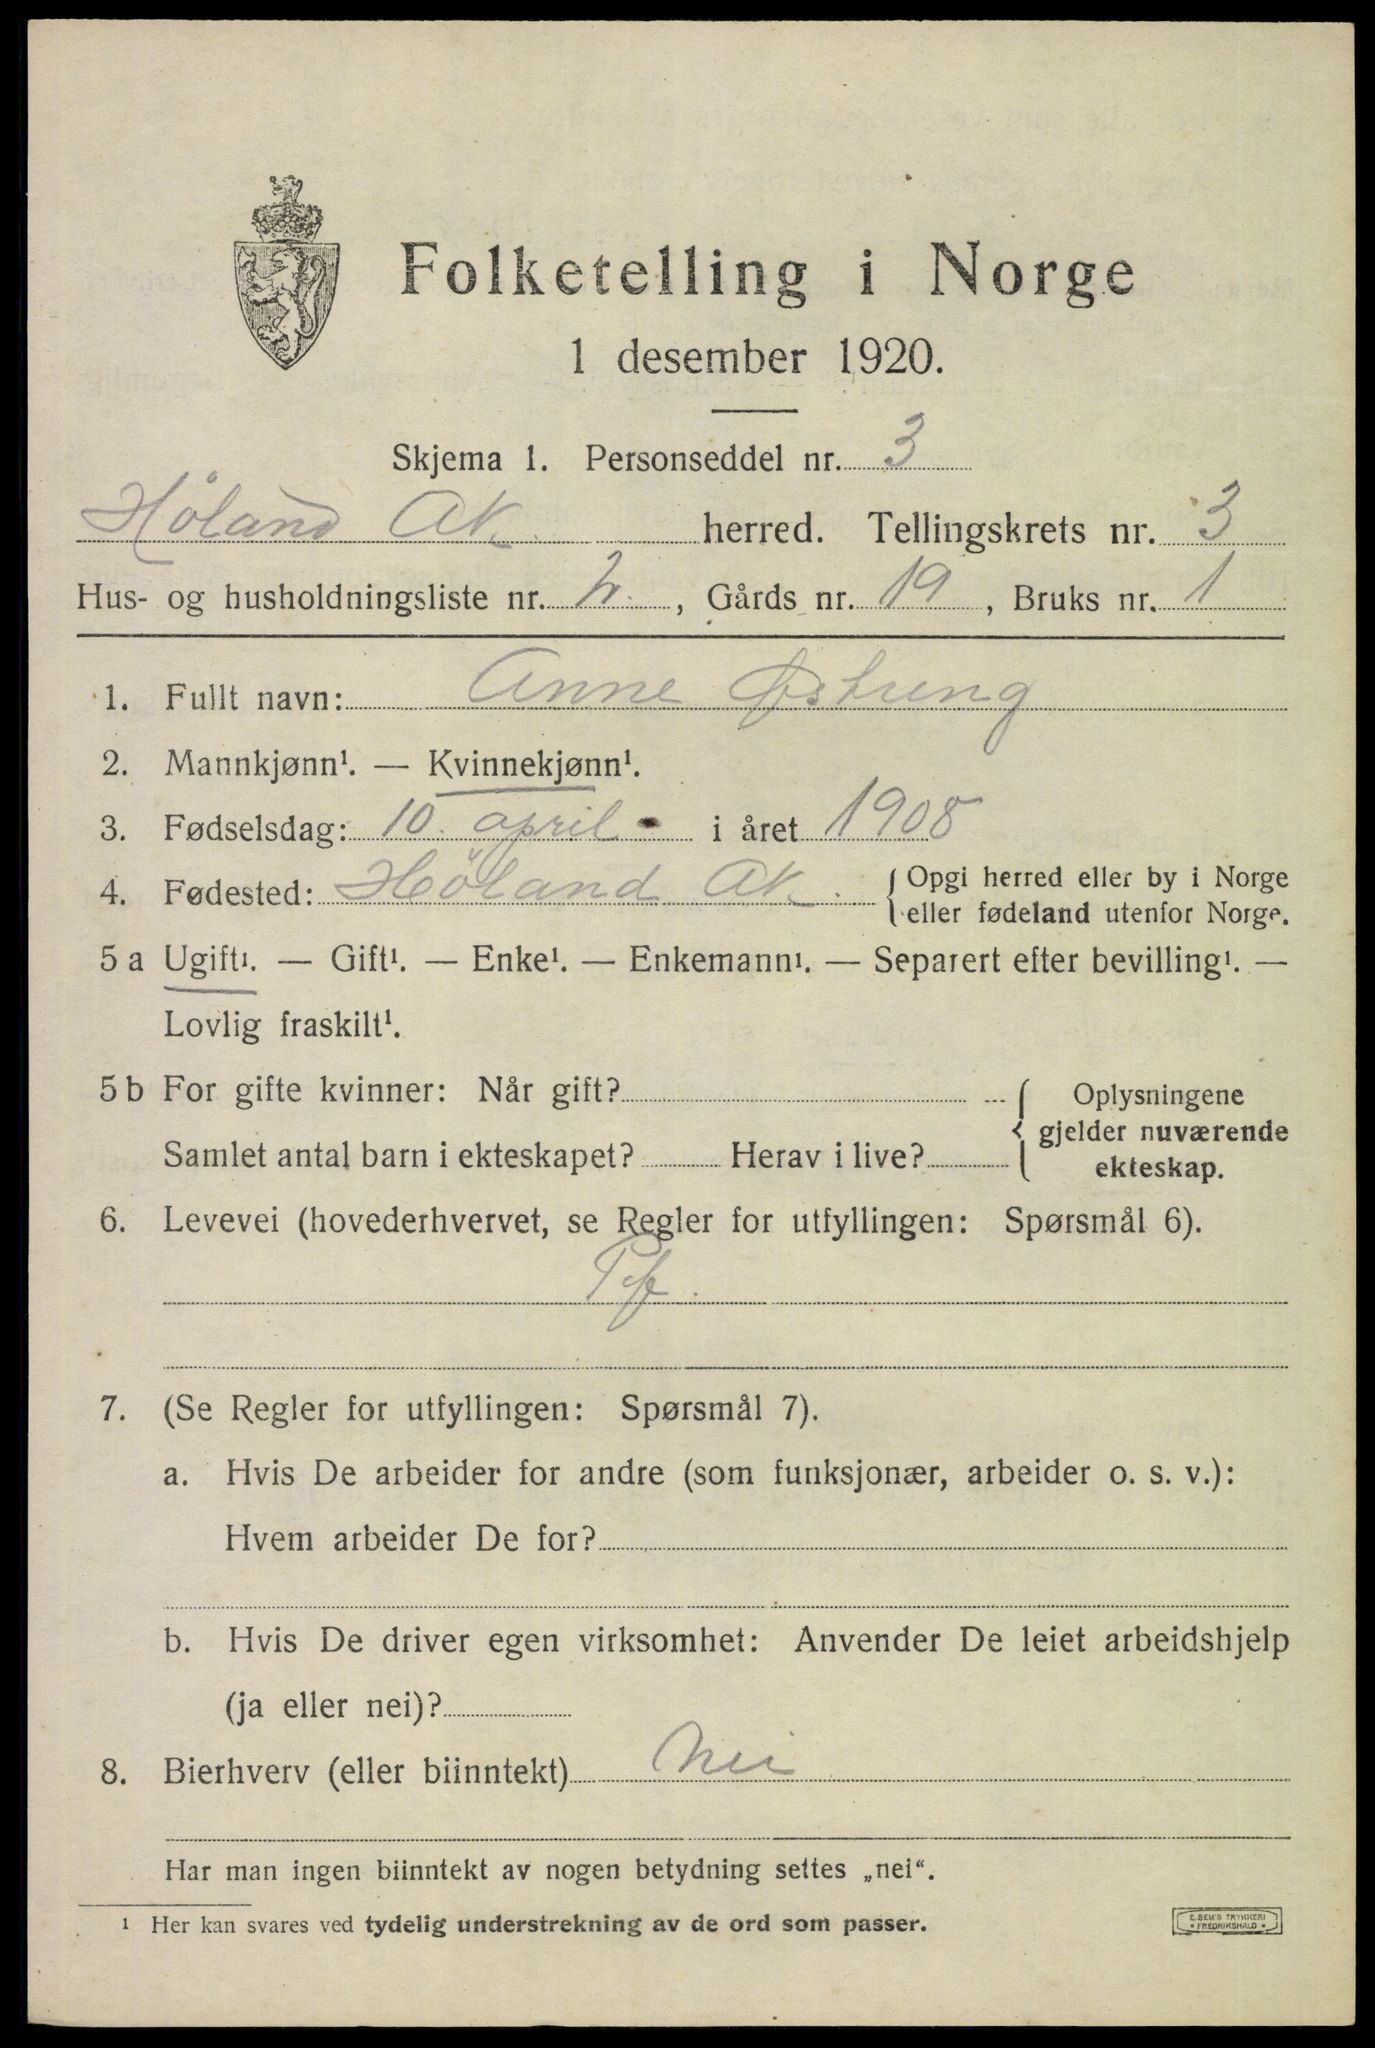 Folketelling i Norge
1 desember 1920.
Skjema 1. Personseddel nr. 3
Høland Ak. herred. Tellingskrets nr. 3
Hus- og husholdningsliste nr. 2, Gårds nr. 19, Bruks nr. 1
1. Fullt navn: Anne Østreng
2. Mannkjønn¹. — Kvinnekjønn¹.
3. Fødselsdag: 10. april i året 1908
4. Fødested: Høland Ak. { Opgi herred eller by i Norge
eller fødeland utenfor Norge.
5 a Ugift¹. — Gift¹. — Enke¹. — Enkemann¹. — Separert efter bevilling¹. —
Lovlig fraskilt¹.
5 b For gifte kvinner: Når gift? { Oplysningene
gjelder nuværende
Samlet antal barn i ekteskapet? Herav i live?
ekteskap.
6. Levevei (hovederhvervet, se Regler for utfyllingen: Spørsmål 6).
7. (Se Regler for utfyllingen: Spørsmål 7).
a. Hvis De arbeider for andre (som funksjonær, arbeider o. s. v.):
Hvem arbeider De for?
b. Hvis De driver egen virksomhet: Anvender De leiet arbeidshjelp
(ja eller nei)?
8. Bierhverv (eller biinntekt) Nei
Har man ingen biinntekt av nogen betydning settes „nei“.
¹ Her kan svares ved tydelig understrekning av de ord som passer.
E. SEM'S TRYKKERI
• FREDRIKSHALD •